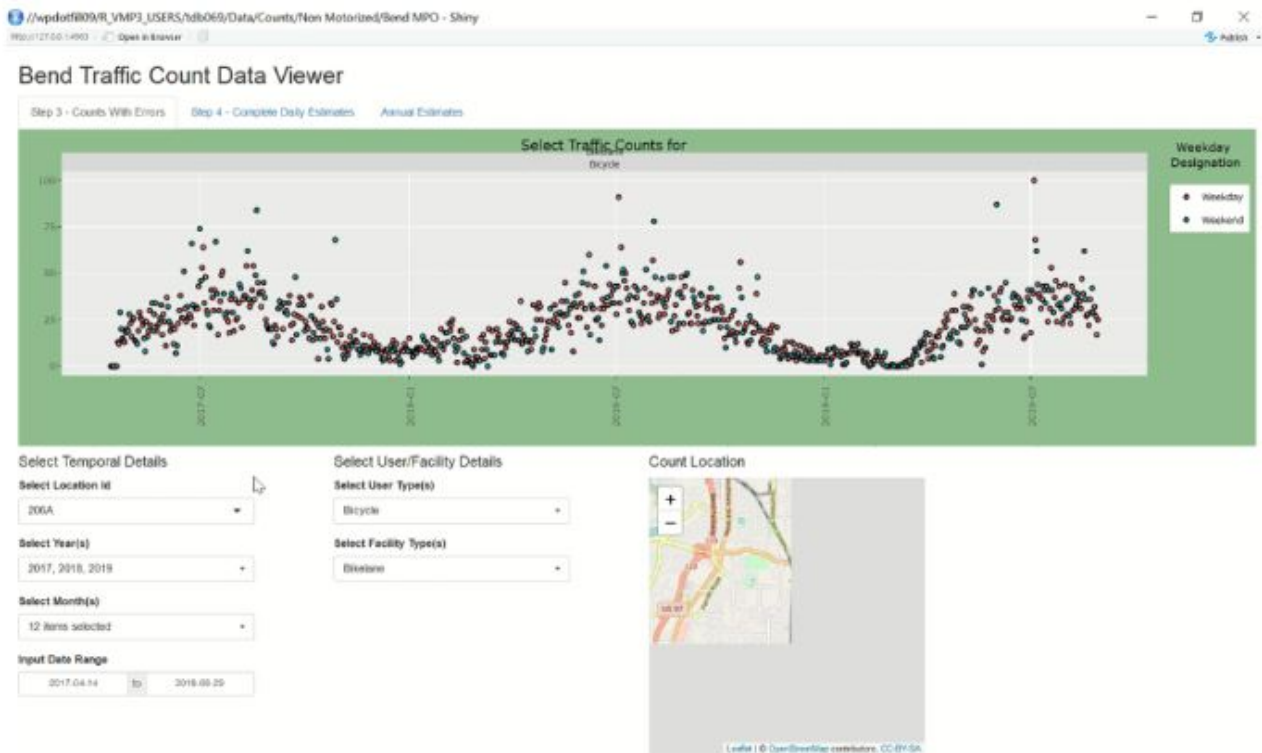 //wpdotfill09/R_VMP3_USERS/tdb069/Data/Counts/Non Motorized/Bend MPO - Shiny
Open in Browser
Publish
Bend Traffic Count Data Viewer
Step 3 - Counts With Errors Step 4 - Complete Daily Estimates Annual Estimates
Select Traffic Counts for
Bicycle
Weekday
Designation
Weekday
Weekend
100
75
50
25
0
2017-07
2018-01
2018-07
2019-01
2019-07
Select Temporal Details
Select Location Id
206A
Select Year(s)
2017, 2018, 2019
Select Month(s)
12 items selected
Input Date Range
2017-04-14 to
Select User/Facility Details
Select User Type(s)
Bicycle
Select Facility Type(s)
Bikelane
Count Location
+
−
US 97
Leaflet | © OpenStreetMap contributors, CC-BY-SA